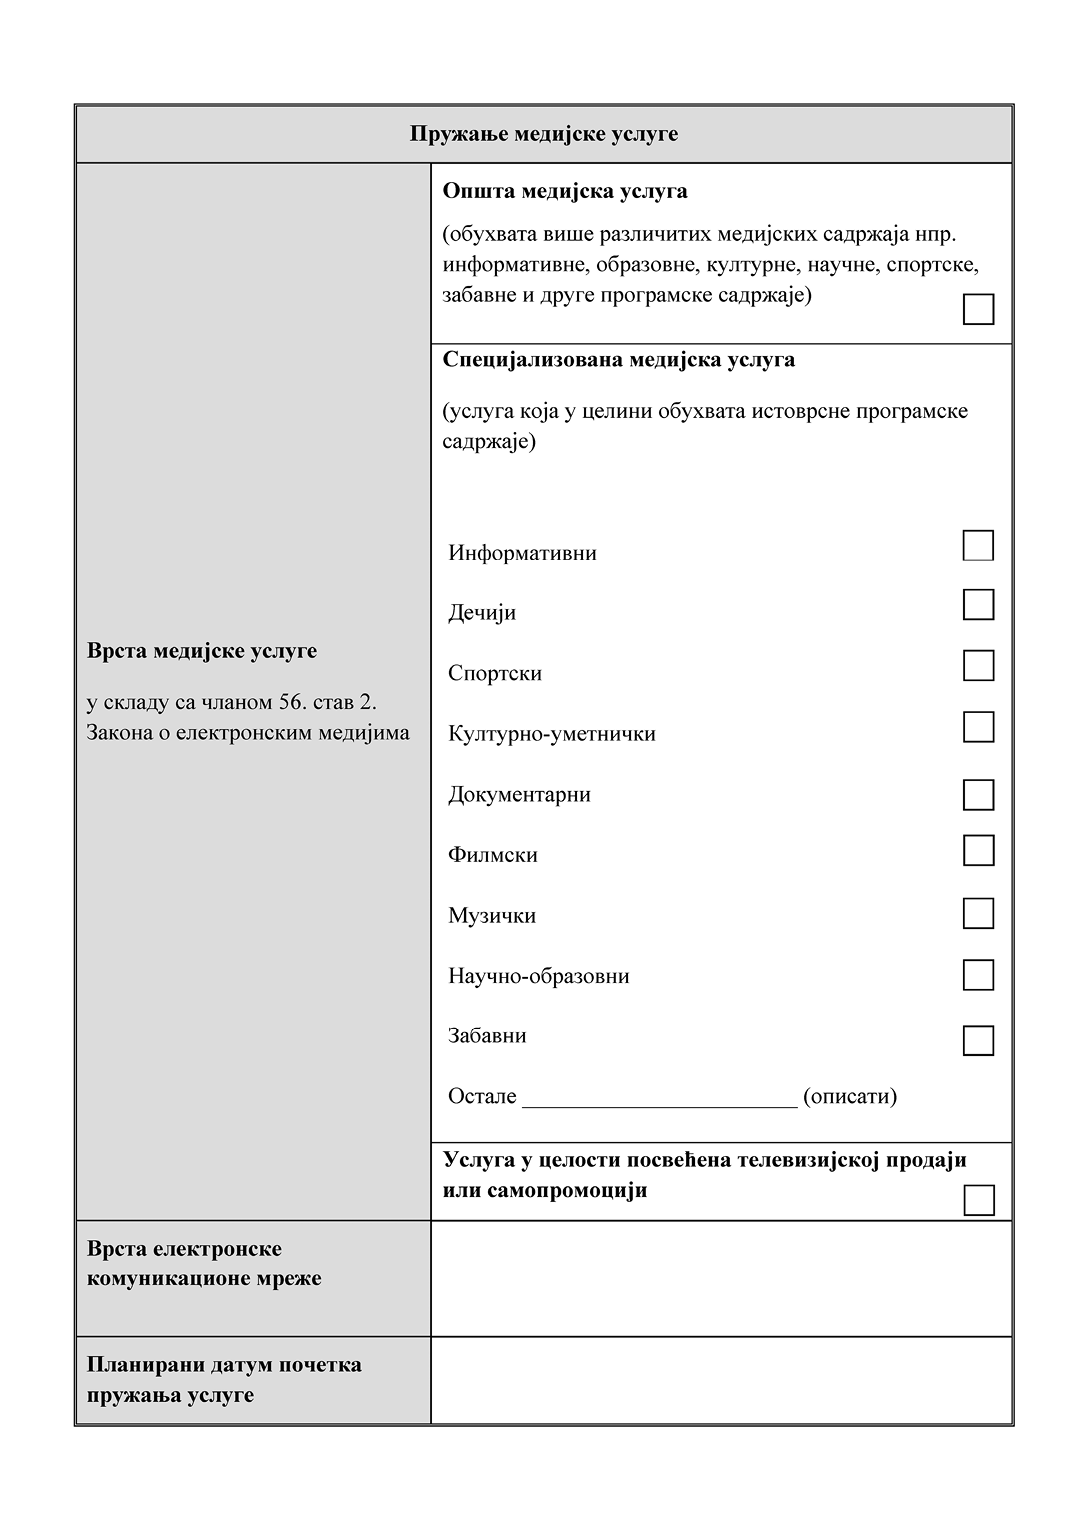 Пружање медијске услуге
Општа медијска услуга
(обухвата више различитих медијских садржаја нпр.
информативне, образовне, културне, научне, спортске,
забавне и друге програмске садржаје)
Специјализована медијска услуга
(услуга која у целини обухвата истоврсне програмске
садржаје)
Информативни
Дечији
Спортски
Врста медијске услуге
у складу са чланом 56. став 2.
Закона о електронским медијима
Културно-уметнички
Документарни
Филмски
Музички
Научно-образовни
Забавни
Остале _________________________ (описати)
Услуга у целости посвећена телевизијској продаји
или самопромоцији
Врста електронске
комуникационе мреже
Планирани датум почетка
пружања услуге